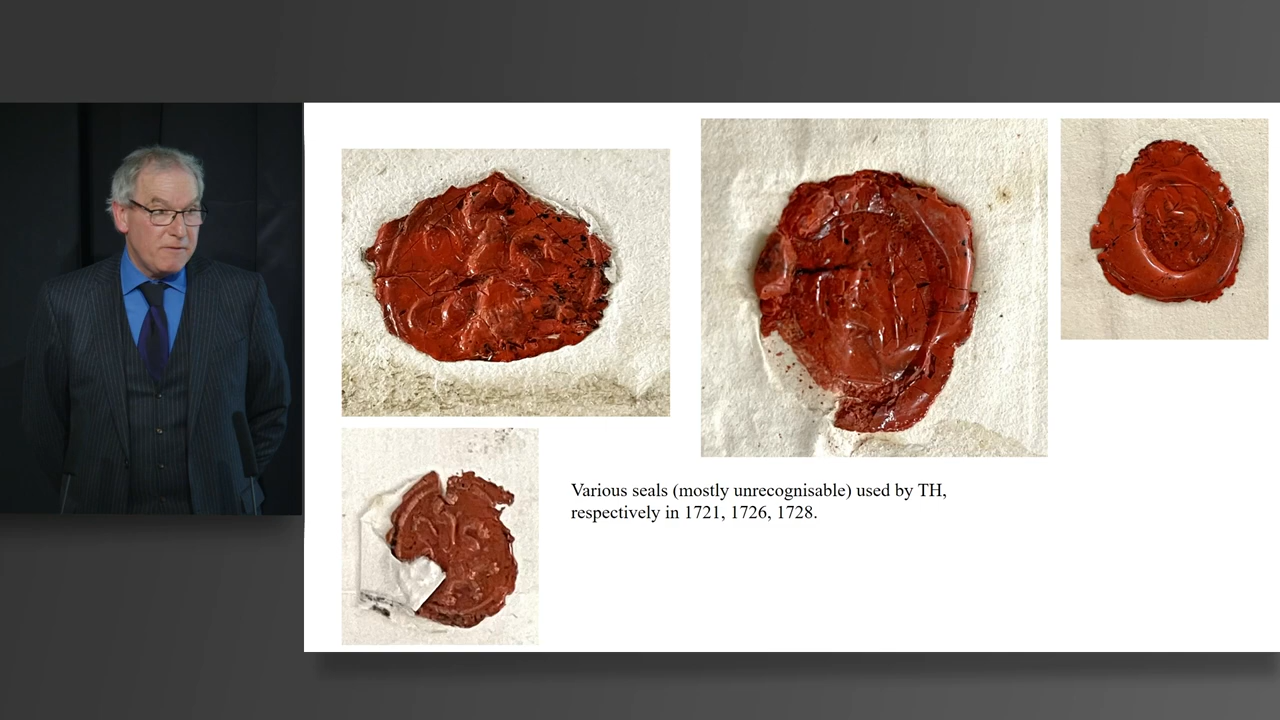 Various seals (mostly unrecognisable) used by TH,
respectively in 1721, 1726, 1728.